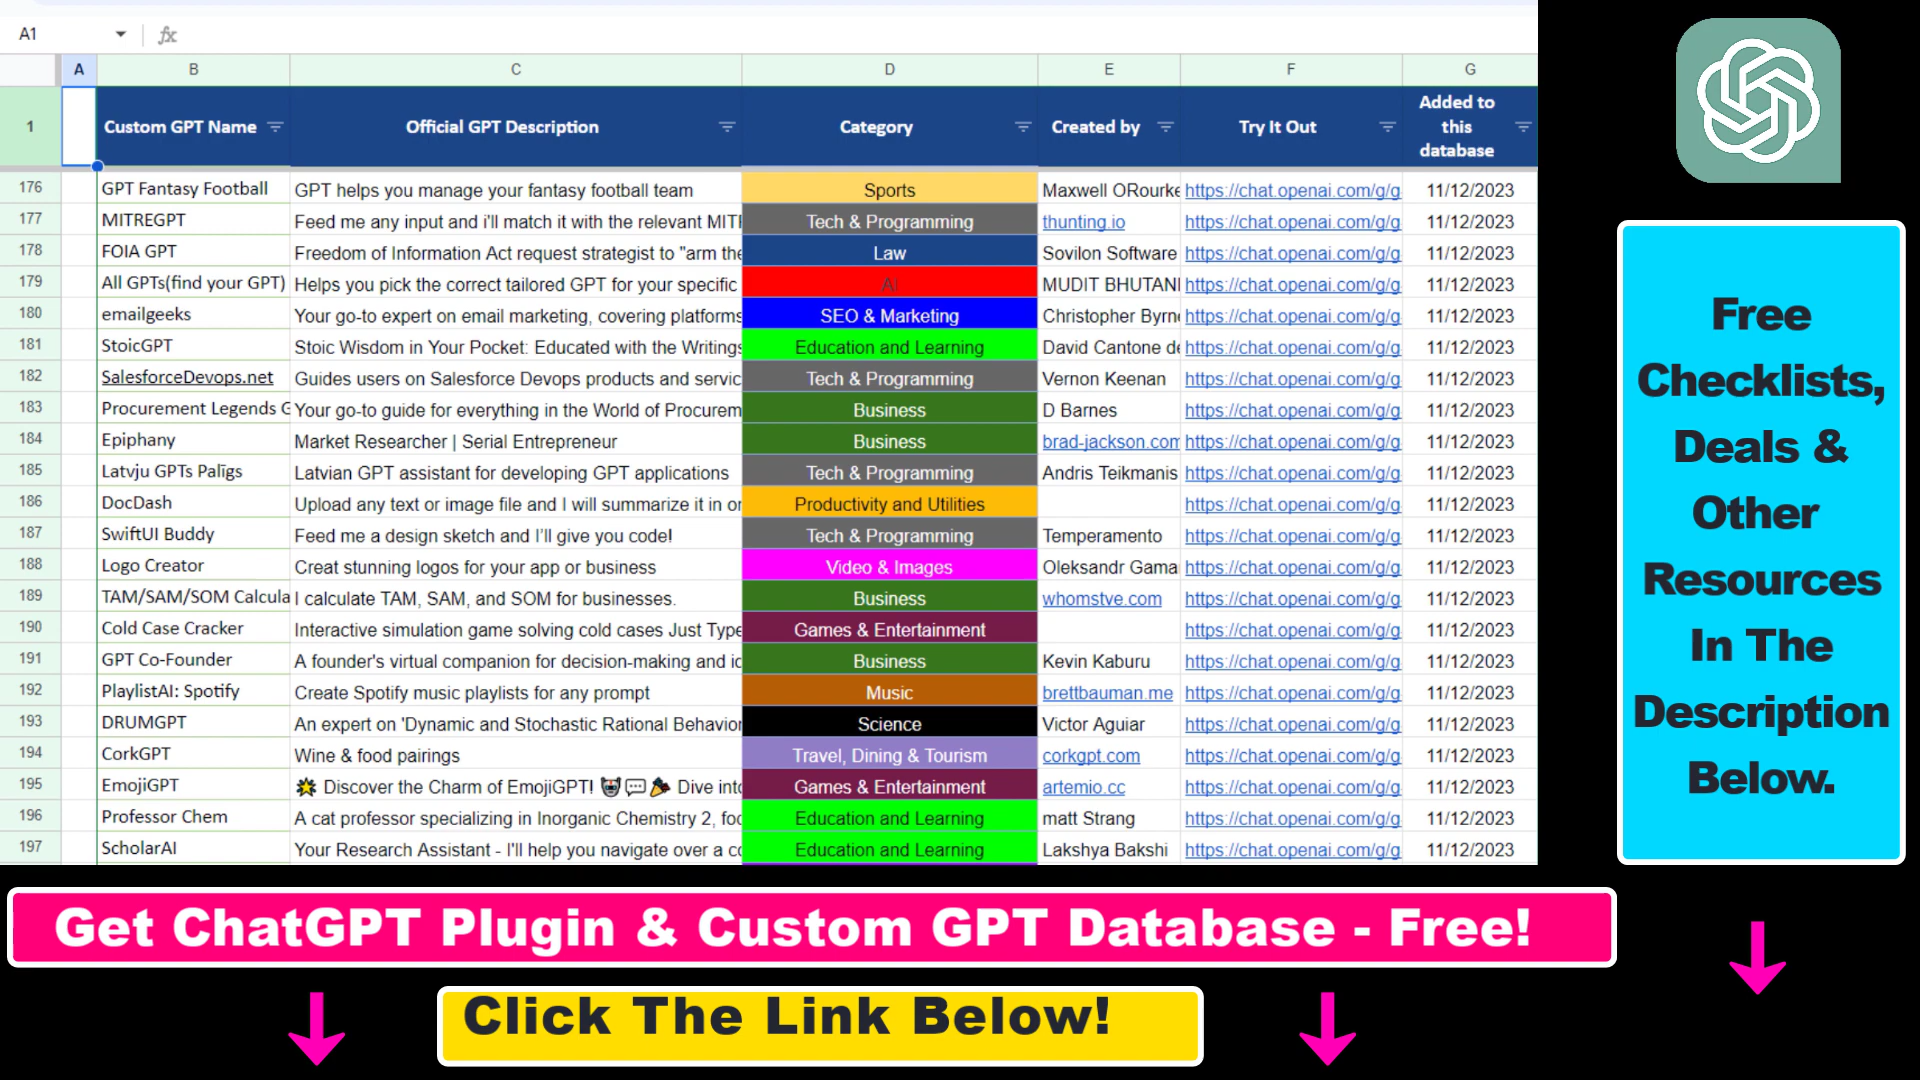 A1 fx
A B C D E F G
1 Custom GPT Name Official GPT Description Category Created by Try It Out Added to this database
176 GPT Fantasy Football GPT helps you manage your fantasy football team Sports Maxwell ORourke https://chat.openai.com/g/g 11/12/2023
177 MITREGPT Feed me any input and i'll match it with the relevant MITR Tech & Programming thunting.io https://chat.openai.com/g/g 11/12/2023
178 FOIA GPT Freedom of Information Act request strategist to "arm the Law Sovilon Software https://chat.openai.com/g/g 11/12/2023
179 All GPTs(find your GPT) Helps you pick the correct tailored GPT for your specific AI MUDIT BHUTANI https://chat.openai.com/g/g 11/12/2023
180 emailgeeks Your go-to expert on email marketing, covering platforms SEO & Marketing Christopher Byrne https://chat.openai.com/g/g 11/12/2023
181 StoicGPT Stoic Wisdom in Your Pocket: Educated with the Writings Education and Learning David Cantone de https://chat.openai.com/g/g 11/12/2023
182 SalesforceDevops.net Guides users on Salesforce Devops products and servic Tech & Programming Vernon Keenan https://chat.openai.com/g/g 11/12/2023
183 Procurement Legends G Your go-to guide for everything in the World of Procurem Business D Barnes https://chat.openai.com/g/g 11/12/2023
184 Epiphany Market Researcher | Serial Entrepreneur Business brad-jackson.com https://chat.openai.com/g/g 11/12/2023
185 Latvju GPTs Palīgs Latvian GPT assistant for developing GPT applications Tech & Programming Andris Teikmanis https://chat.openai.com/g/g 11/12/2023
186 DocDash Upload any text or image file and I will summarize it in or Productivity and Utilities https://chat.openai.com/g/g 11/12/2023
187 SwiftUI Buddy Feed me a design sketch and I'll give you code! Tech & Programming Temperamento https://chat.openai.com/g/g 11/12/2023
188 Logo Creator Creat stunning logos for your app or business Video & Images Oleksandr Gama https://chat.openai.com/g/g 11/12/2023
189 TAM/SAM/SOM Calcula I calculate TAM, SAM, and SOM for businesses. Business whomstve.com https://chat.openai.com/g/g 11/12/2023
190 Cold Case Cracker Interactive simulation game solving cold cases Just Type Games & Entertainment https://chat.openai.com/g/g 11/12/2023
191 GPT Co-Founder A founder's virtual companion for decision-making and id Business Kevin Kaburu https://chat.openai.com/g/g 11/12/2023
192 PlaylistAI: Spotify Create Spotify music playlists for any prompt Music brettbauman.me https://chat.openai.com/g/g 11/12/2023
193 DRUMGPT An expert on 'Dynamic and Stochastic Rational Behavior Science Victor Aguiar https://chat.openai.com/g/g 11/12/2023
194 CorkGPT Wine & food pairings Travel, Dining & Tourism corkgpt.com https://chat.openai.com/g/g 11/12/2023
195 EmojiGPT 🌟 Discover the Charm of EmojiGPT! 🤖💬🎉 Dive into Games & Entertainment artemio.cc https://chat.openai.com/g/g 11/12/2023
196 Professor Chem A cat professor specializing in Inorganic Chemistry 2, foc Education and Learning matt Strang https://chat.openai.com/g/g 11/12/2023
197 ScholarAI Your Research Assistant - I'll help you navigate over a co Education and Learning Lakshya Bakshi https://chat.openai.com/g/g 11/12/2023
Free
Checklists,
Deals &
Other
Resources
In The
Description
Below.
Get ChatGPT Plugin & Custom GPT Database - Free!
Click The Link Below!